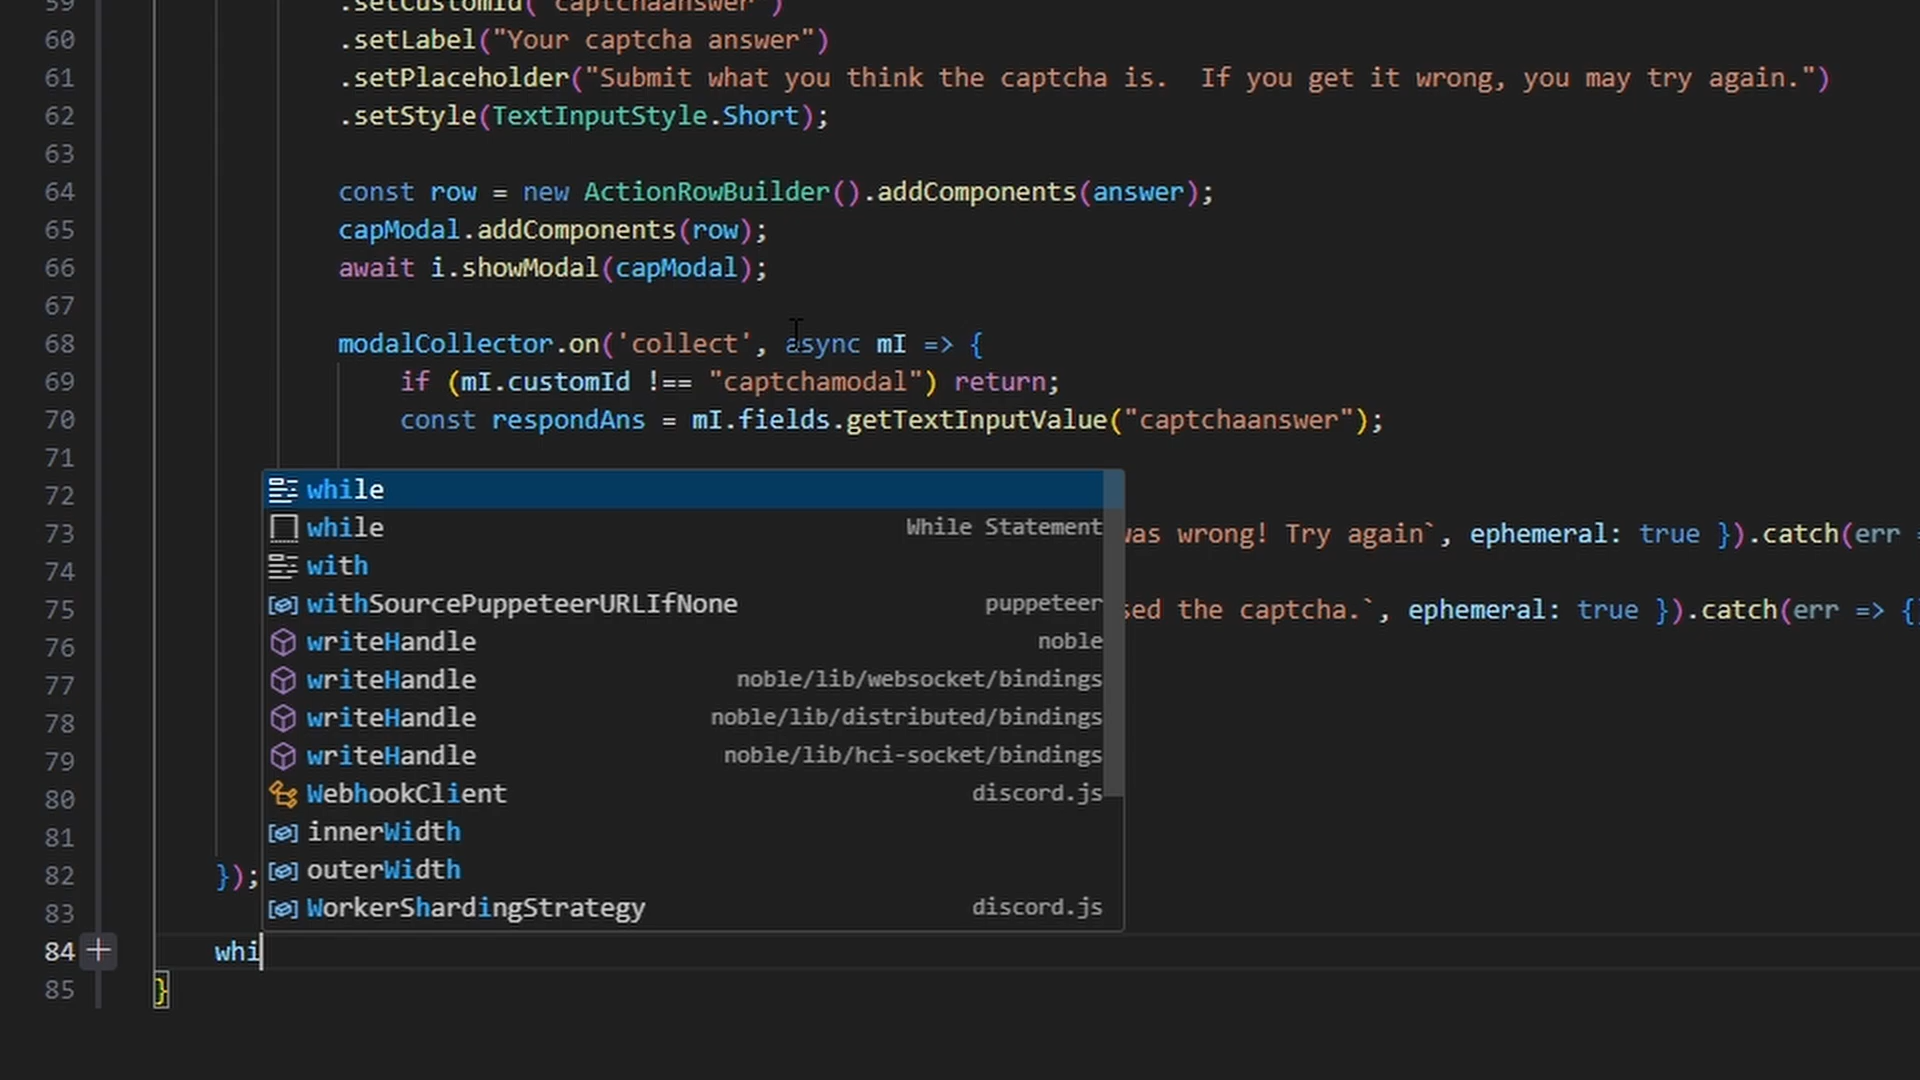 59 .setCustomId("captchaanswer")
60 .setLabel("Your captcha answer")
61 .setPlaceholder("Submit what you think the captcha is.  If you get it wrong, you may try again.")
62 .setStyle(TextInputStyle.Short);
63
64 const row = new ActionRowBuilder().addComponents(answer);
65 capModal.addComponents(row);
66 await i.showModal(capModal);
67
68 modalCollector.on('collect', async mI => {
69 if (mI.customId !== "captchamodal") return;
70 const respondAns = mI.fields.getTextInputValue("captchaanswer");
71
while
72
73 while While Statement was wrong! Try again`, ephemeral: true }).catch(err =
74 with
75 withSourcePuppeteerURLIfNone puppeteer sed the captcha.`, ephemeral: true }).catch(err => {
76 writeHandle noble
77 writeHandle noble/lib/websocket/bindings
78 writeHandle noble/lib/distributed/bindings
79 writeHandle noble/lib/hci-socket/bindings
80 WebhookClient discord.js
81 innerWidth
82 }); outerWidth
83 WorkerShardingStrategy discord.js
84 whi
85 }